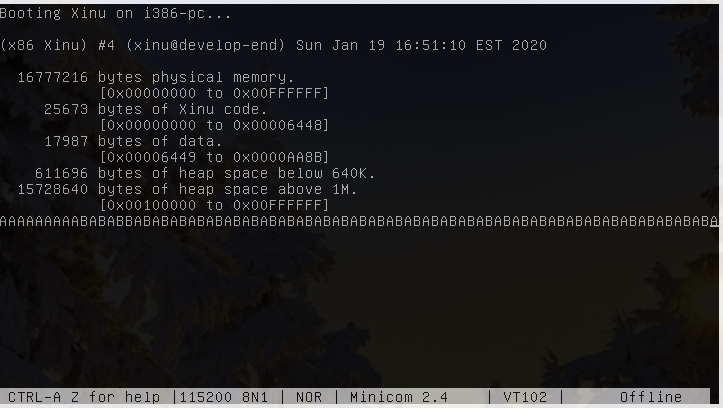 Booting Xinu on i386-pc...
(x86 Xinu) #4 (xinu@develop-end) Sun Jan 19 16:51:10 EST 2020
16777216 bytes physical memory.
[0x00000000 to 0x00FFFFFF]
25673 bytes of Xinu code.
[0x00000000 to 0x00006448]
17987 bytes of data.
[0x00006449 to 0x0000AA8B]
611696 bytes of heap space below 640K.
15728640 bytes of heap space above 1M.
[0x00100000 to 0x00FFFFFF]
AAAAAAAAABABABBABABABABABABABABABABABABABABABABABABABABABABABABABABABABABABABABA
CTRL-A Z for help |115200 8N1 | NOR | Minicom 2.4 | VT102 | Offline